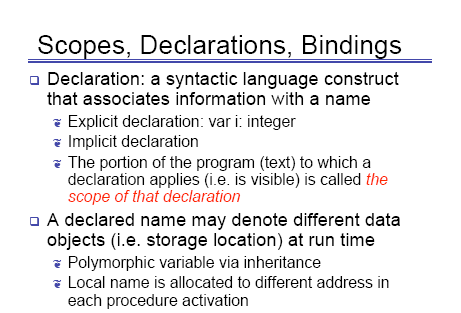 Scopes, Declarations, Bindings
Declaration: a syntactic language construct
that associates information with a name
Explicit declaration: var i: integer
Implicit declaration
The portion of the program (text) to which a
declaration applies (i.e. is visible) is called the
scope of that declaration
A declared name may denote different data
objects (i.e. storage location) at run time
Polymorphic variable via inheritance
Local name is allocated to different address in
each procedure activation